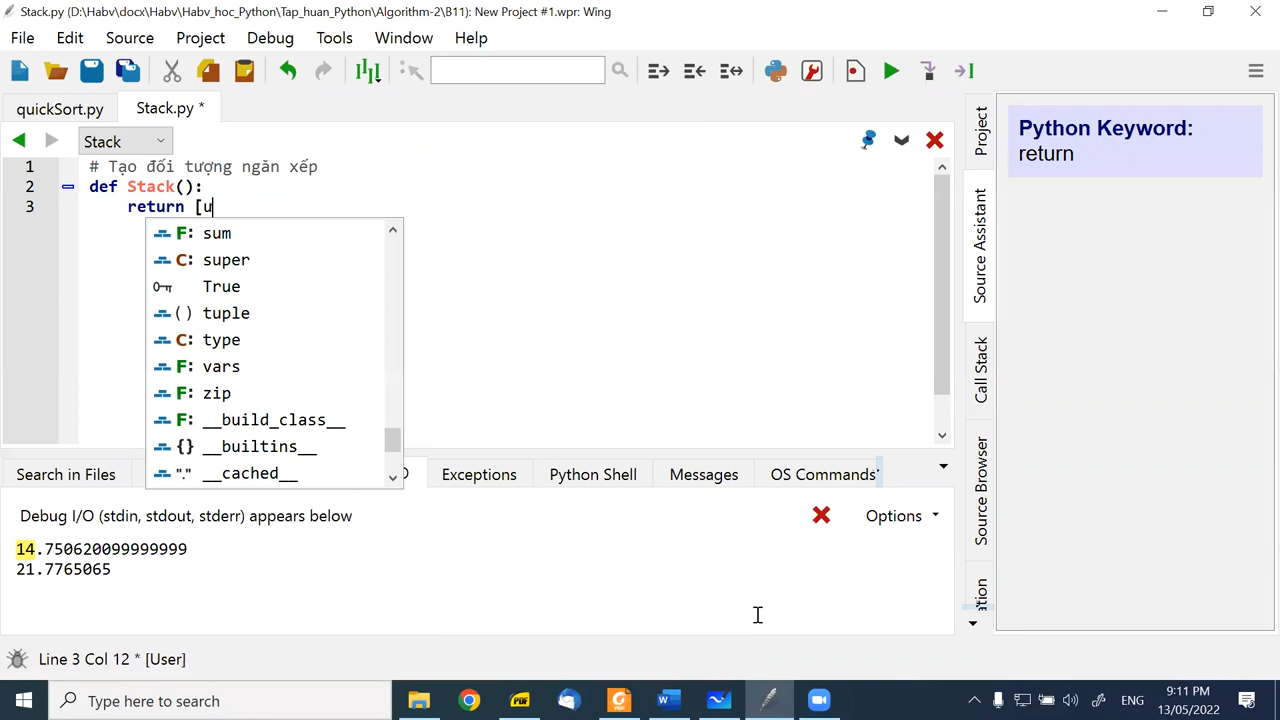 Stack.py (D:\Habv\docx\Habv\Habv_hoc_Python\Tap_huan_Python\Algorithm-2\B11): New Project #1.wpr: Wing
File Edit Source Project Debug Tools Window Help
quickSort.py Stack.py *
Stack
1 # Tạo đối tượng ngăn xếp
2 def Stack():
3 return [u
F: sum
C: super
True
() tuple
C: type
F: vars
F: zip
F: __build_class__
{} __builtins__
"." __cached__
Search in Files Exceptions Python Shell Messages OS Commands
Debug I/O (stdin, stdout, stderr) appears below Options
14.750620099999999
21.7765065
Line 3 Col 12 * [User]
Project
Source Assistant
Call Stack
Source Browser
Python Keyword:
return
Type here to search
PDF
ENG
9:11 PM
13/05/2022